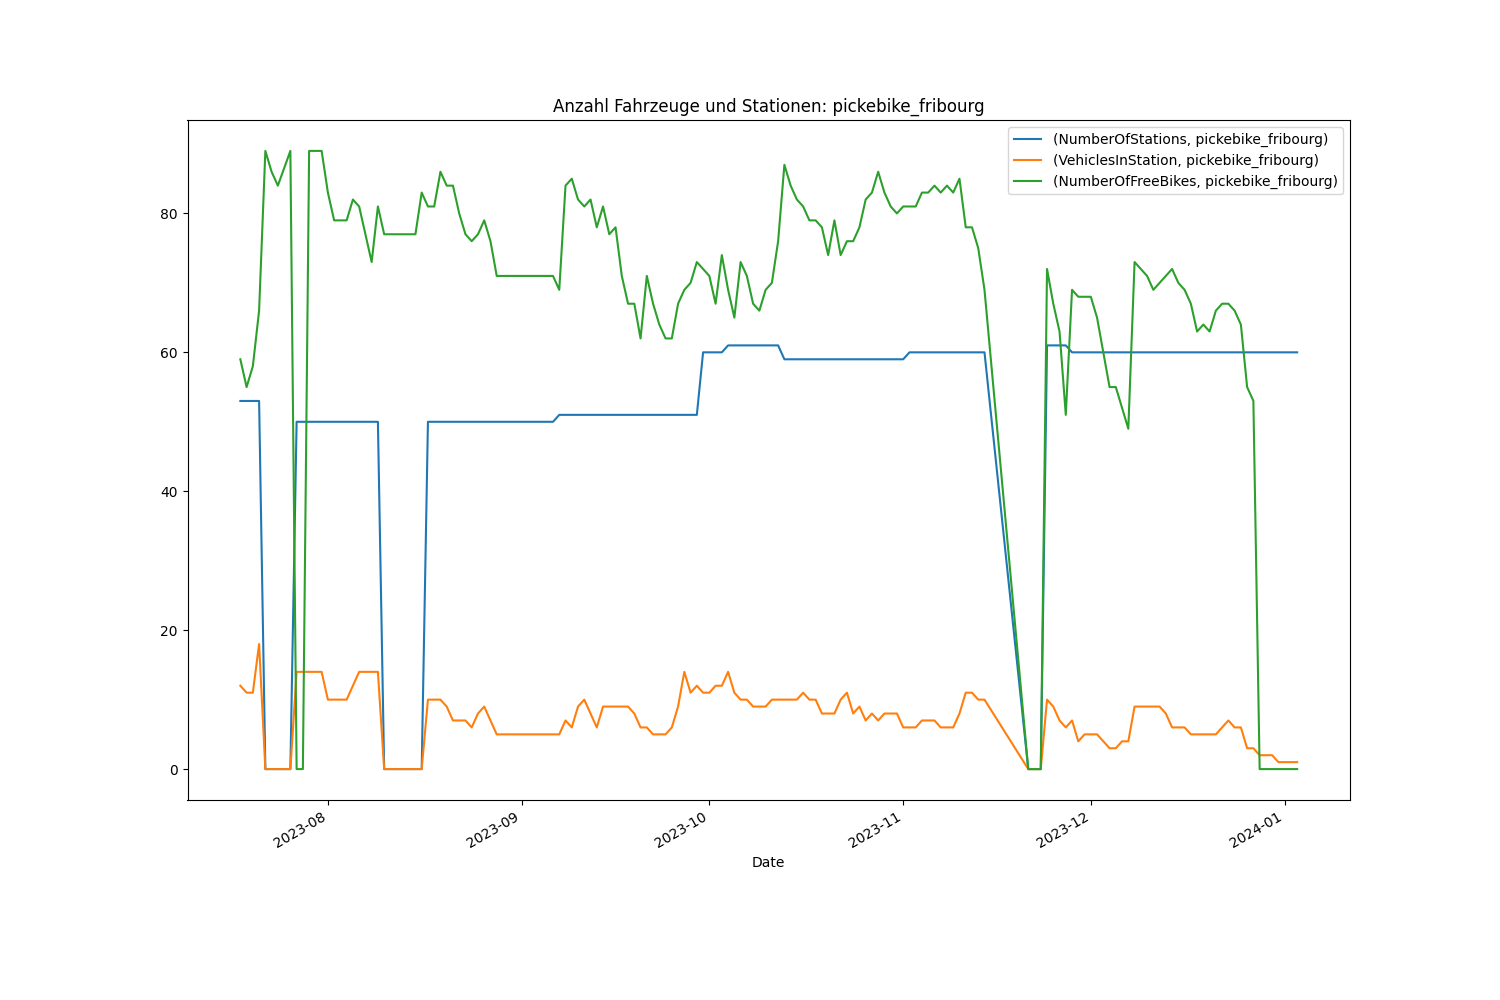 Anzahl Fahrzeuge und Stationen: pickebike_fribourg
(NumberOfStations, pickebike_fribourg)
(VehiclesInStation, pickebike_fribourg)
(NumberOfFreeBikes, pickebike_fribourg)
80
60
40
20
0
2023-08
2023-09
2023-10
2023-11
2023-12
2024-01
Date